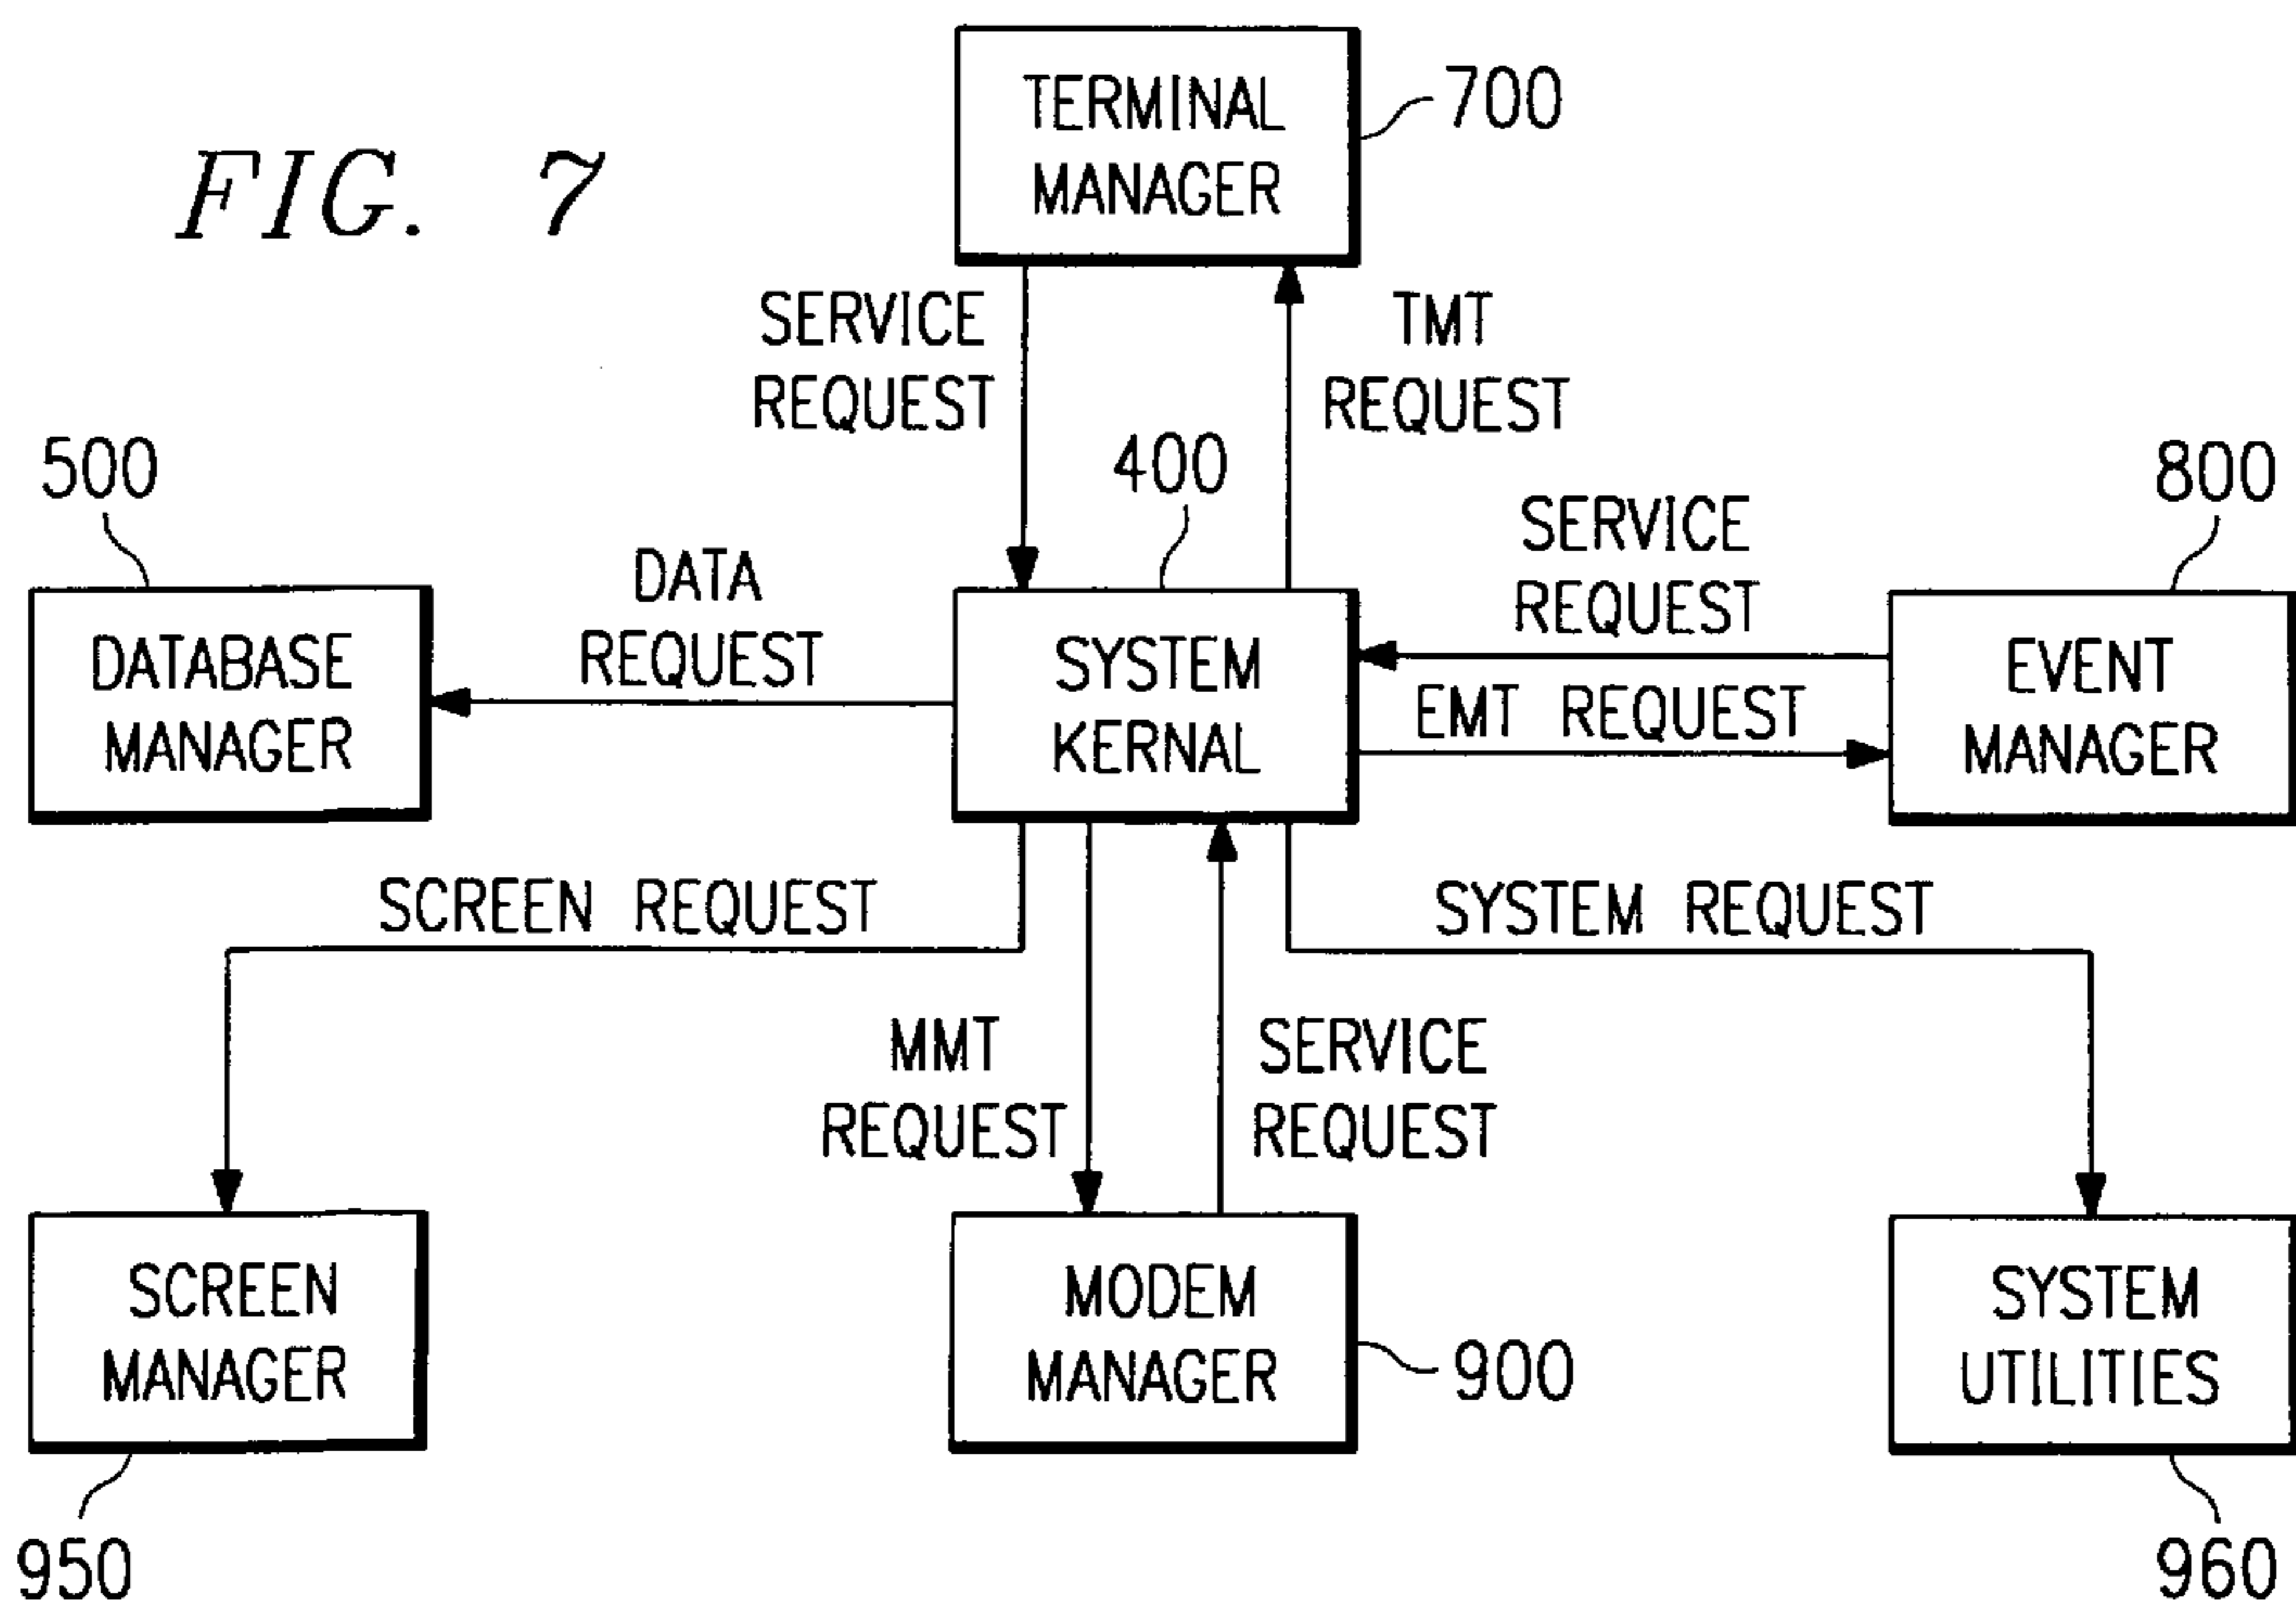 FIG. 7
TERMINAL
MANAGER
700
SERVICE
REQUEST
TMT
REQUEST
500
400
800
DATA
REQUEST
SERVICE
REQUEST
DATABASE
MANAGER
SYSTEM
KERNAL
EMT REQUEST
EVENT
MANAGER
SCREEN REQUEST
SYSTEM REQUEST
MMT
REQUEST
SERVICE
REQUEST
SCREEN
MANAGER
MODEM
MANAGER
900
SYSTEM
UTILITIES
950
960